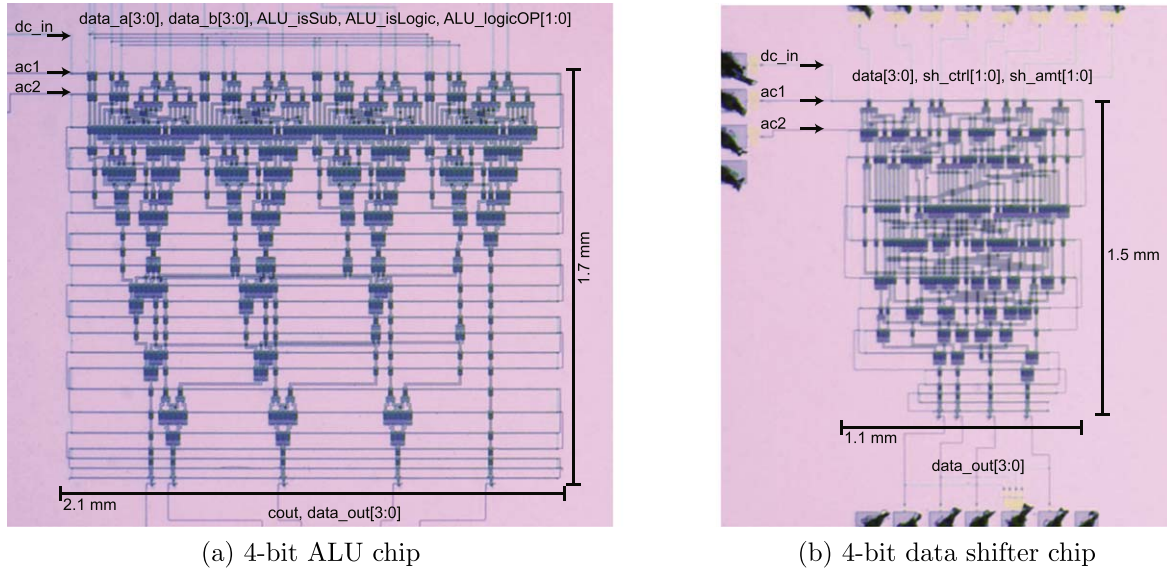 data_a[3:0], data_b[3:0], ALU_isSub, ALU_isLogic, ALU_logicOP[1:0]
dc_in
ac1
ac2
1.7 mm
2.1 mm
cout, data_out[3:0]
(a) 4-bit ALU chip
dc_in
data[3:0], sh_ctrl[1:0], sh_amt[1:0]
ac1
ac2
1.5 mm
1.1 mm
data_out[3:0]
(b) 4-bit data shifter chip